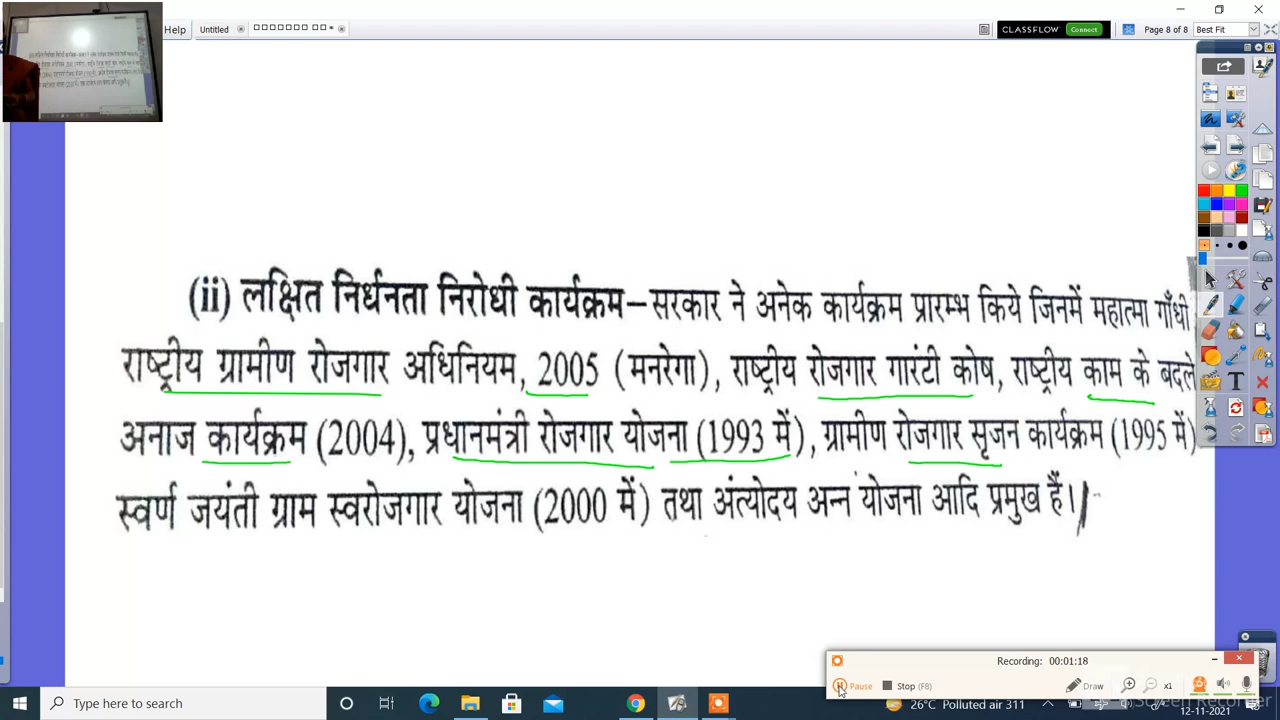 Help
Untitled
CLASSFLOW Connect
Page 8 of 8
Best Fit
(ii) लक्षित निर्धनता निरोधी कार्यक्रम–सरकार ने अनेक कार्यक्रम प्रारम्भ किये जिनमें महात्मा गाँधी
राष्ट्रीय ग्रामीण रोजगार अधिनियम, 2005 (मनरेगा), राष्ट्रीय रोजगार गारंटी कोष, राष्ट्रीय काम के बदले
अनाज कार्यक्रम (2004), प्रधानमंत्री रोजगार योजना (1993 में), ग्रामीण रोजगार सृजन कार्यक्रम (1995 में)
स्वर्ण जयंती ग्राम स्वरोजगार योजना (2000 में) तथा अंत्योदय अन्न योजना आदि प्रमुख हैं।
Recording: 00:01:18
Pause Stop (F8) Draw x1
Type here to search
26°C Polluted air 311
12-11-2021